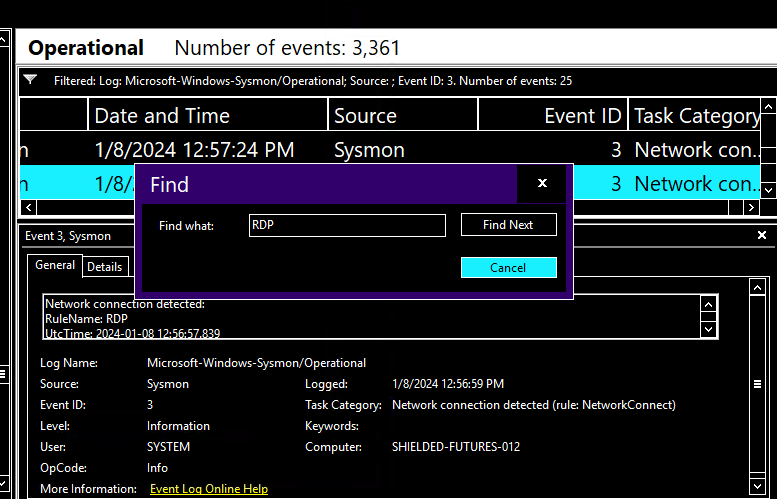 Operational Number of events: 3,361
Filtered: Log: Microsoft-Windows-Sysmon/Operational; Source: ; Event ID: 3. Number of events: 25
Date and Time Source Event ID Task Category
n 1/8/2024 12:57:24 PM Sysmon 3 Network con...
n 1/8/ 3 Network con...
Find x
Find what: RDP Find Next
Cancel
Event 3, Sysmon x
General Details
Network connection detected:
RuleName: RDP
UtcTime: 2024-01-08 12:56:57.839
Log Name: Microsoft-Windows-Sysmon/Operational
Source: Sysmon Logged: 1/8/2024 12:56:59 PM
Event ID: 3 Task Category: Network connection detected (rule: NetworkConnect)
Level: Information Keywords:
User: SYSTEM Computer: SHIELDED-FUTURES-012
OpCode: Info
More Information: Event Log Online Help